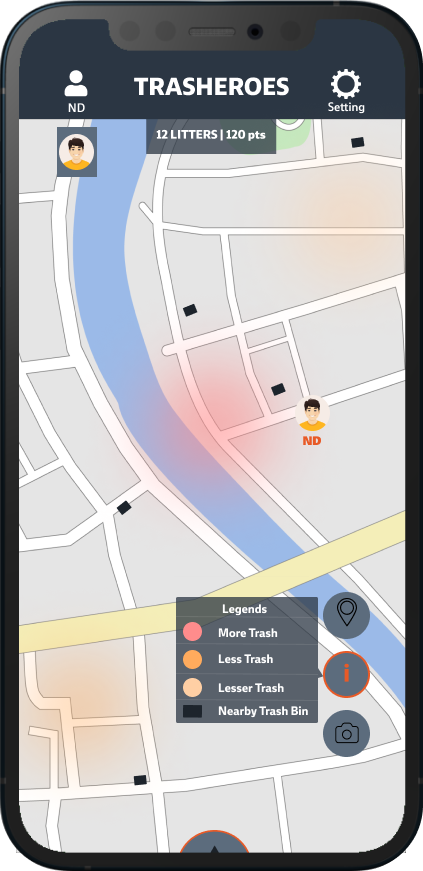 TRASHEROES
ND
Setting
12 LITTERS | 120 pts
ND
Legends
More Trash
Less Trash
i
Lesser Trash
Nearby Trash Bin